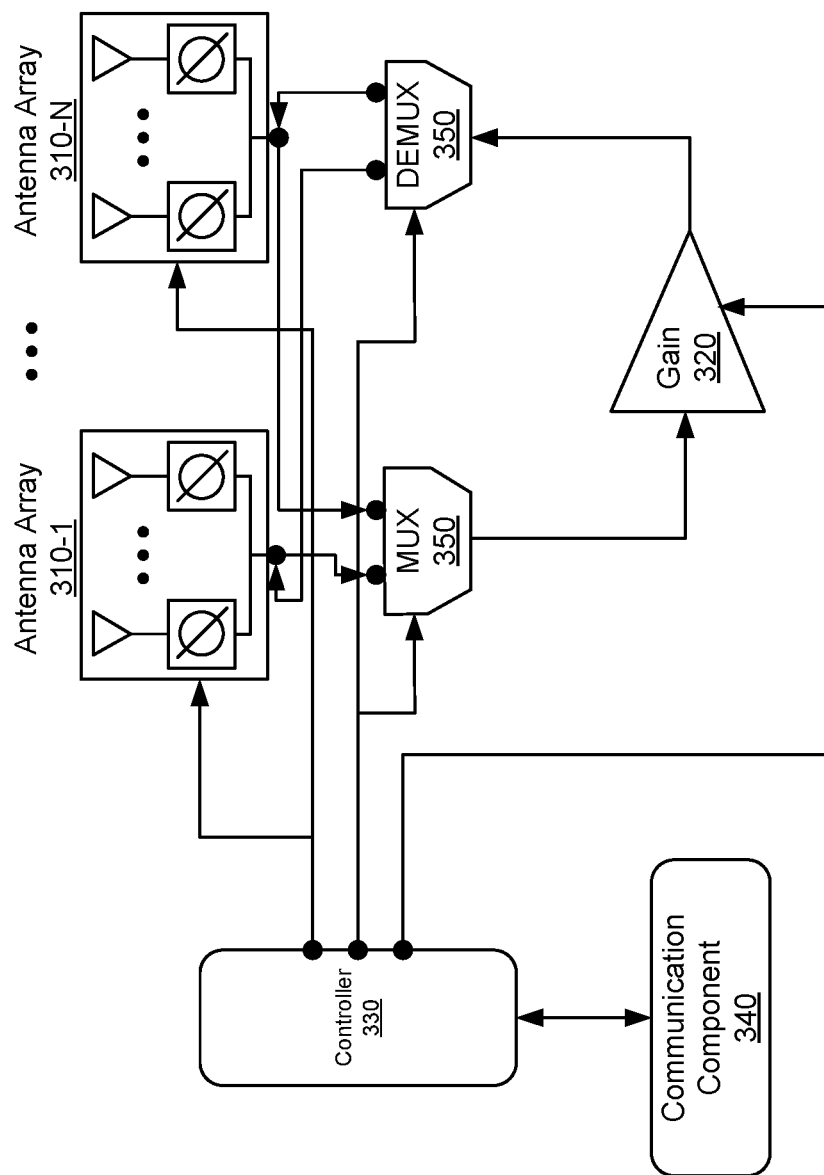 Antenna Array
310-1
Antenna Array
310-N
MUX
350
DEMUX
350
Gain
320
Controller
330
Communication
Component
340